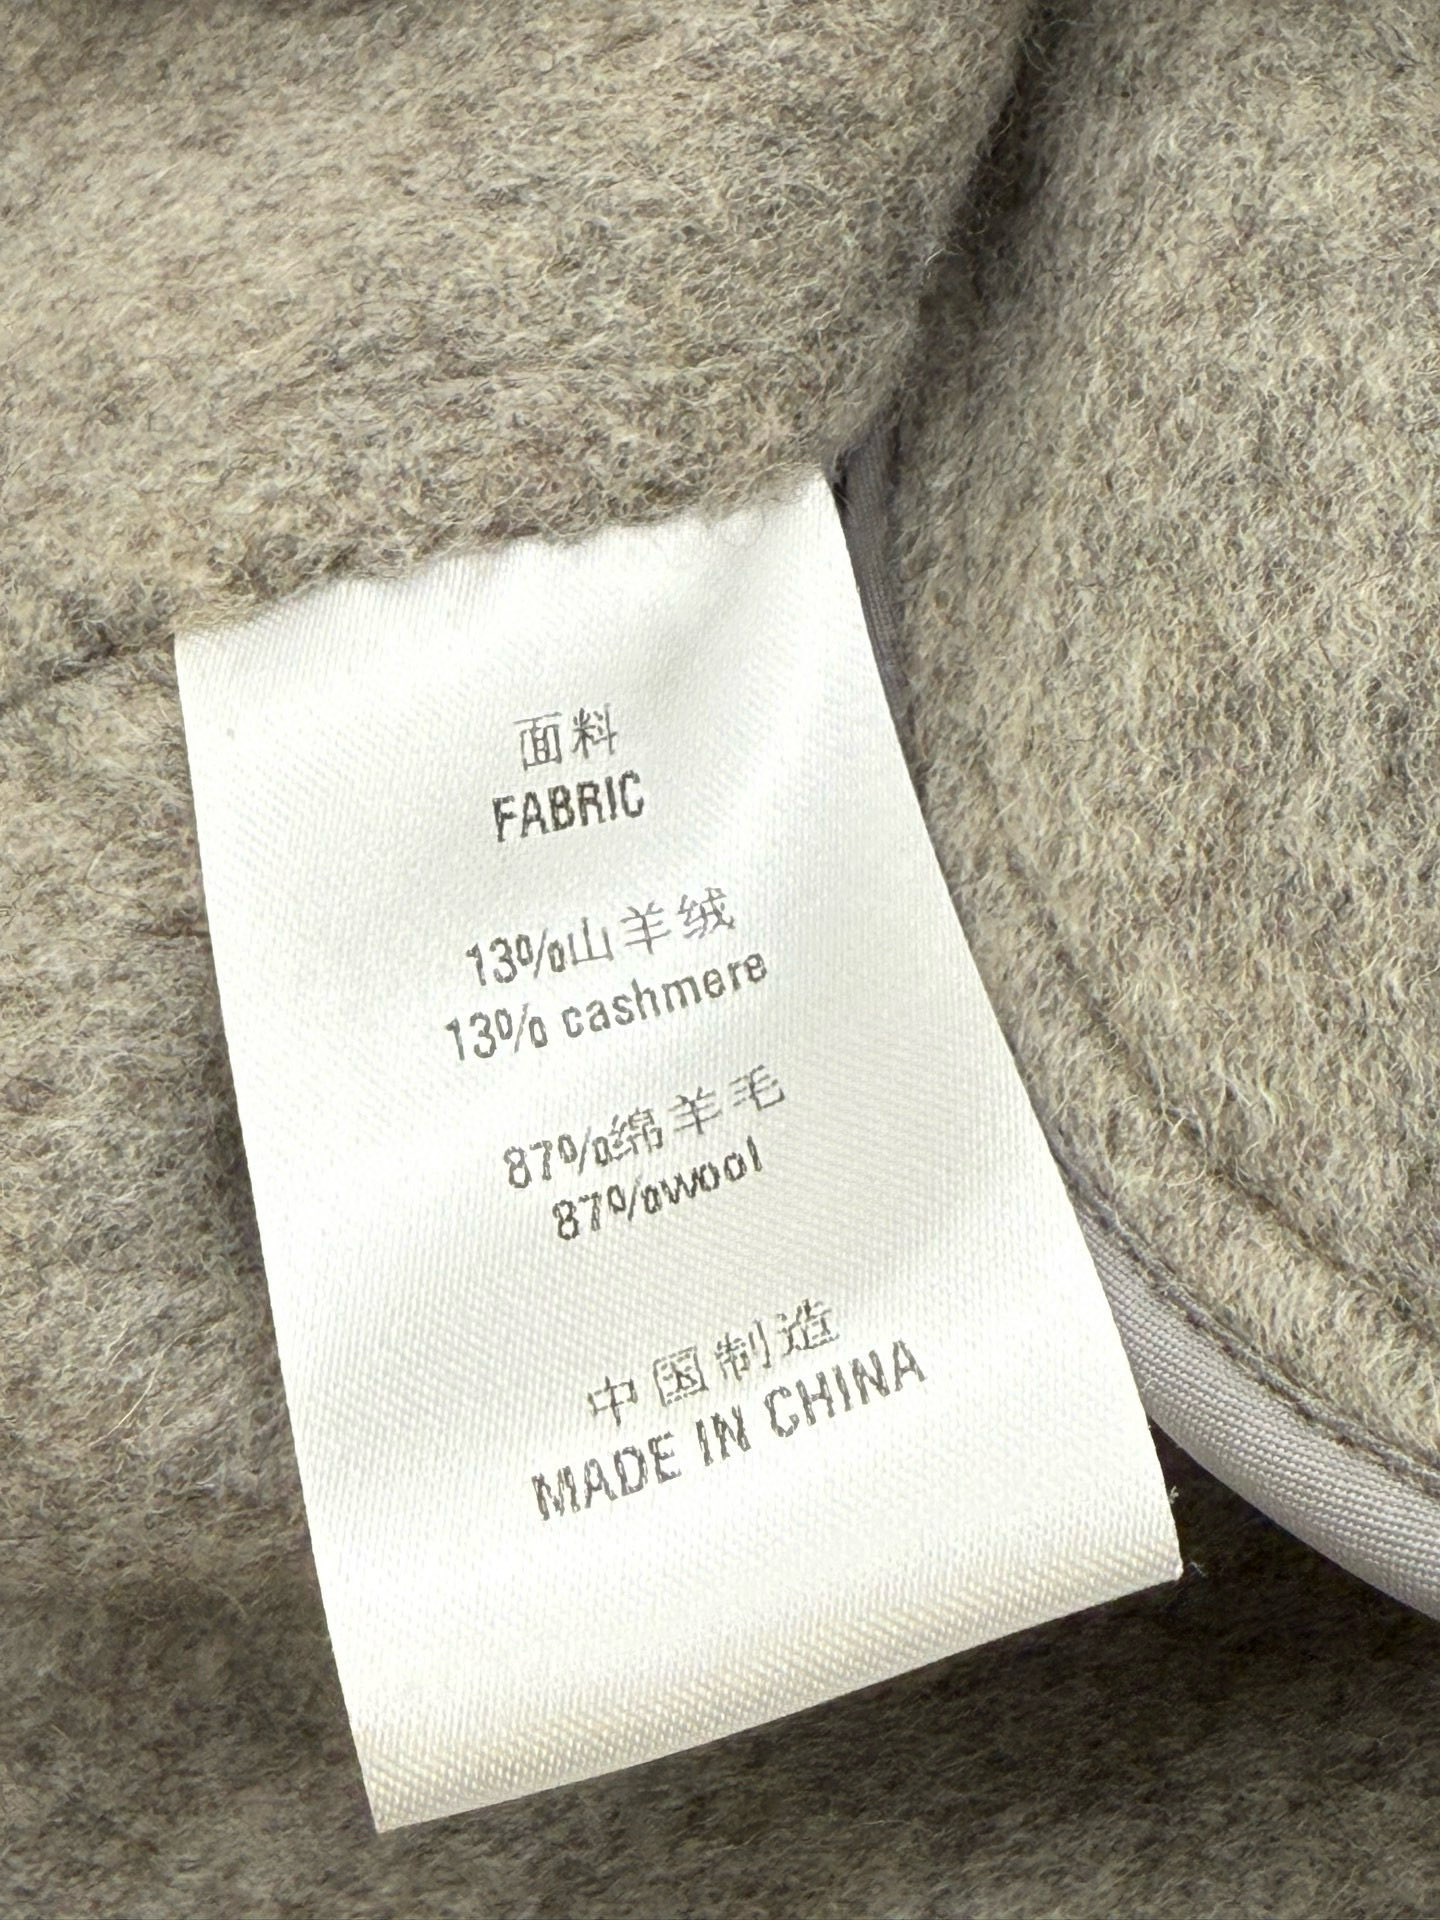 面料
FABRIC
13%山羊绒
13% cashmere
87%绵羊毛
87%wool
中国制造
MADE IN CHINA